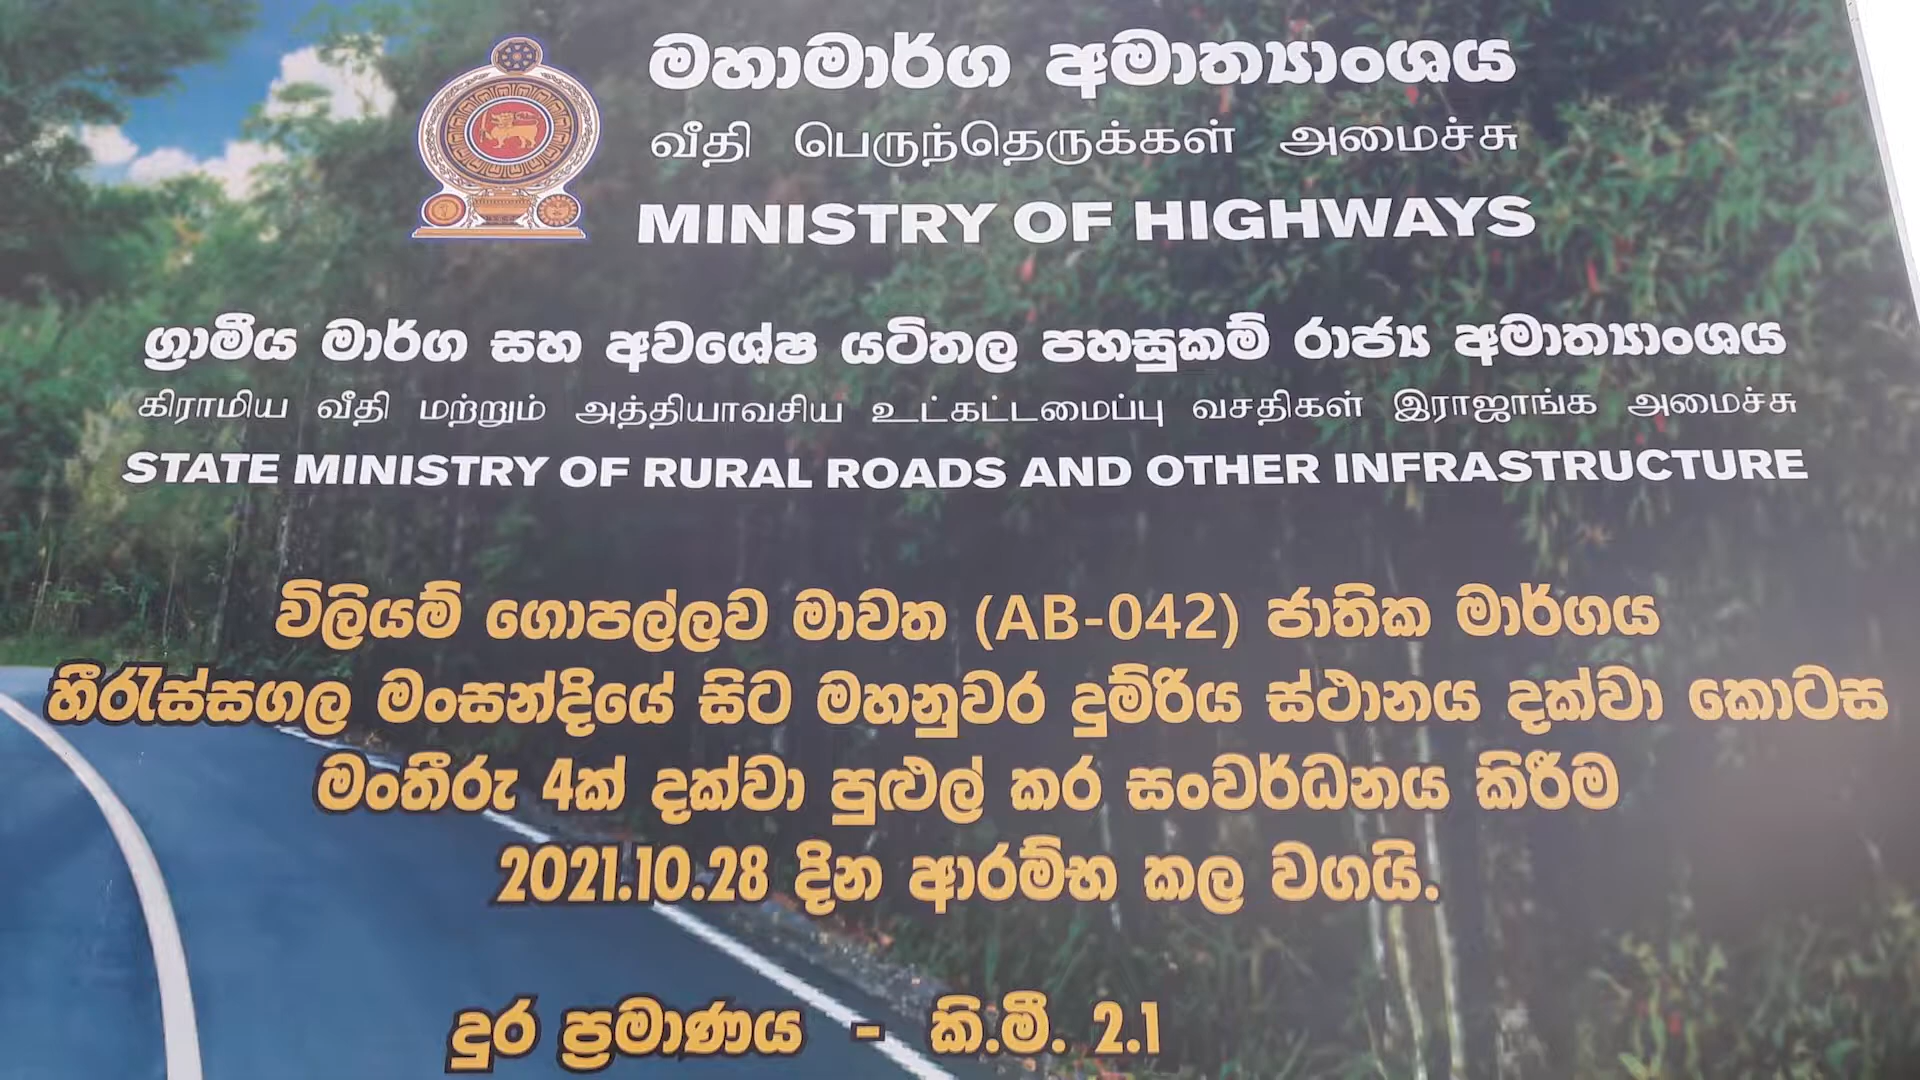 මහාමාර්ග අමාත්‍යාංශය
வீதி பெருந்தெருக்கள் அமைச்சு
MINISTRY OF HIGHWAYS
ග්‍රාමීය මාර්ග සහ අවශේෂ යටිතල පහසුකම් රාජ්‍ය අමාත්‍යාංශය
கிராமிய வீதி மற்றும் அத்தியாவசிய உட்கட்டமைப்பு வசதிகள் இராஜாங்க அமைச்சு
STATE MINISTRY OF RURAL ROADS AND OTHER INFRASTRUCTURE
විලියම් ගොපල්ලව මාවත (AB-042) ජාතික මාර්ගය
හීරැස්සගල මංසන්දියේ සිට මහනුවර දුම්රිය ස්ථානය දක්වා කොටස
මංතීරු 4ක් දක්වා පුළුල් කර සංවර්ධනය කිරීම
2021.10.28 දින ආරම්භ කල වගයි.
දුර ප්‍රමාණය - කි.මී. 2.1